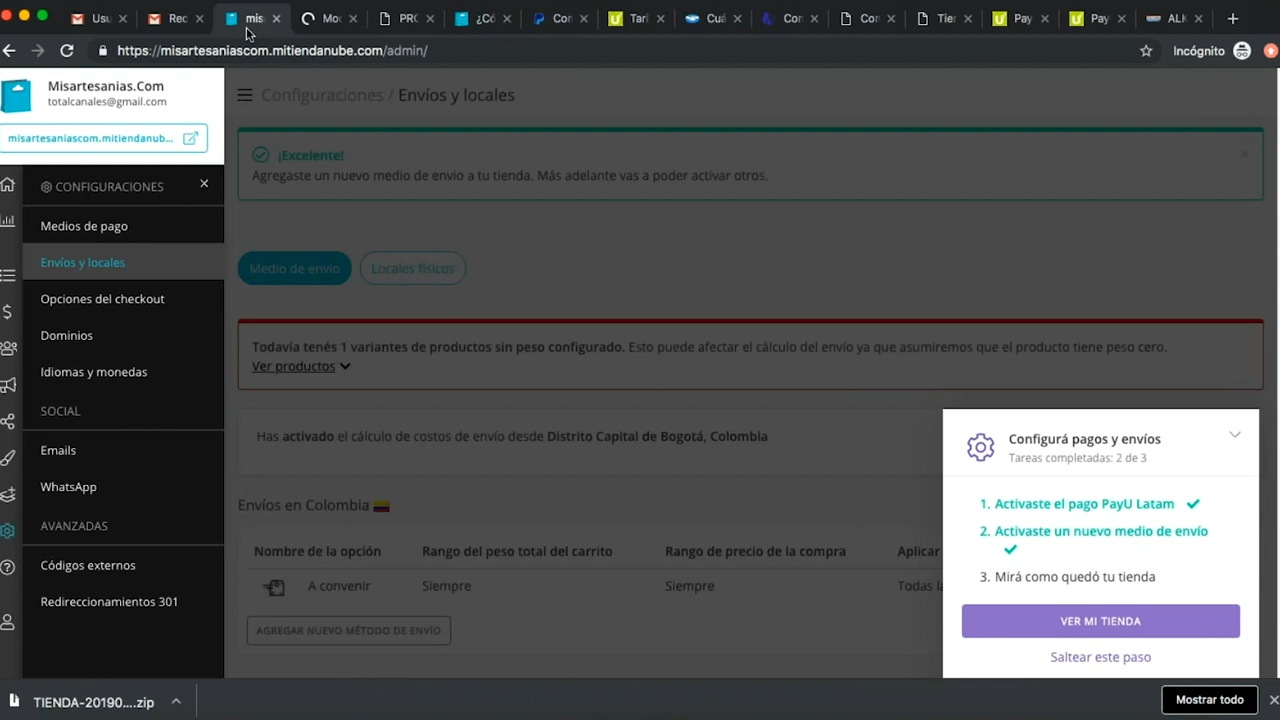 Usu
Rec
mis
Moc
PRO
¿Có
Con
Tari
Cuá
Con
Con
Tier
Pay
Pay
ALK
https://misartesaniascom.mitiendanube.com/admin/
Incógnito
Misartesanias.Com
totalcanales@gmail.com
misartesaniascom.mitiendanub...
CONFIGURACIONES
Medios de pago
Envíos y locales
Opciones del checkout
Dominios
Idiomas y monedas
SOCIAL
Emails
WhatsApp
AVANZADAS
Códigos externos
Redireccionamientos 301
Configuraciones / Envíos y locales
¡Excelente!
Agregaste un nuevo medio de envio a tu tienda. Más adelante vas a poder activar otros.
Medio de envio
Locales físicos
Todavía tenés 1 variantes de productos sin peso configurado. Esto puede afectar el cálculo del envío ya que asumiremos que el producto tiene peso cero.
Ver productos
Has activado el cálculo de costos de envío desde Distrito Capital de Bogotá, Colombia
Envíos en Colombia
Nombre de la opción Rango del peso total del carrito Rango de precio de la compra Aplicar
A convenir Siempre Siempre Todas la
AGREGAR NUEVO MÉTODO DE ENVÍO
Configurá pagos y envíos
Tareas completadas: 2 de 3
1. Activaste el pago PayU Latam
2. Activaste un nuevo medio de envío
3. Mirá como quedó tu tienda
VER MI TIENDA
Saltear este paso
TIENDA-20190....zip
Mostrar todo